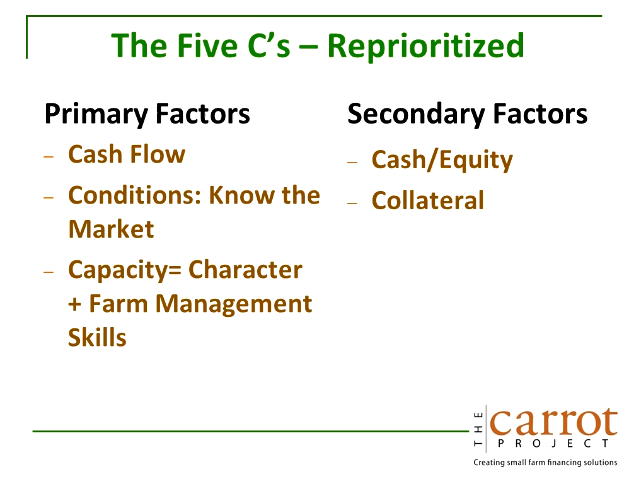 The Five C’s – Reprioritized
Primary Factors
– Cash Flow
– Conditions: Know the
Market
– Capacity= Character
+ Farm Management
Skills
Secondary Factors
– Cash/Equity
– Collateral
THE
carrot
PROJECT
Creating small farm financing solutions